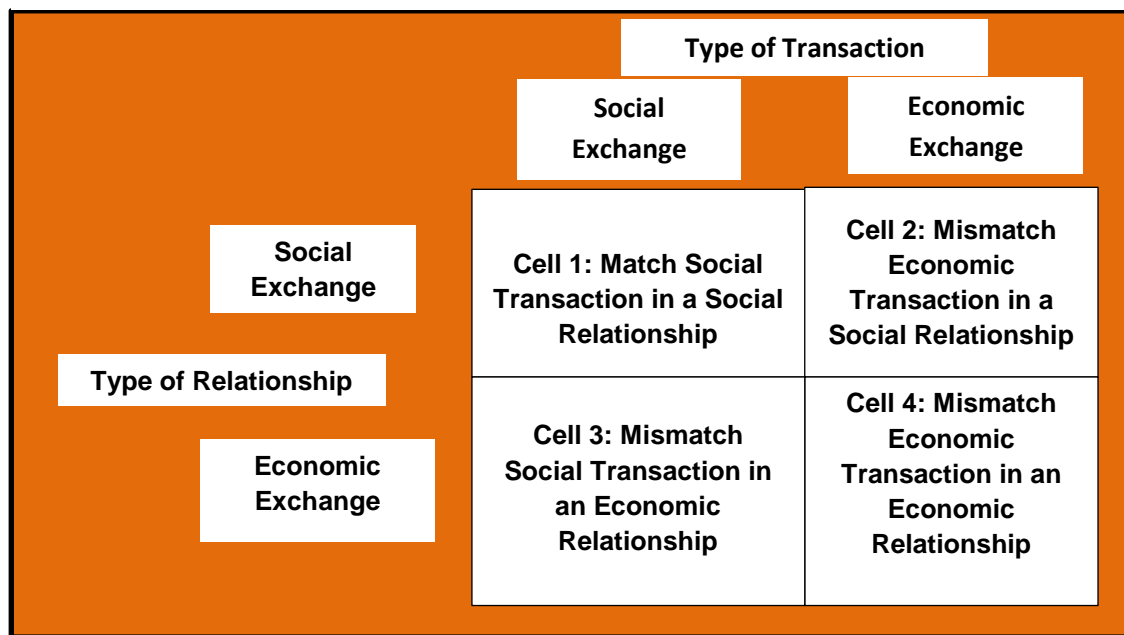 Type of Transaction
Social
Exchange
Economic
Exchange
Social
Exchange
Cell 1: Match Social
Transaction in a Social
Relationship
Cell 2: Mismatch
Economic
Transaction in a
Social Relationship
Type of Relationship
Economic
Exchange
Cell 3: Mismatch
Social Transaction in
an Economic
Relationship
Cell 4: Mismatch
Economic
Transaction in an
Economic
Relationship